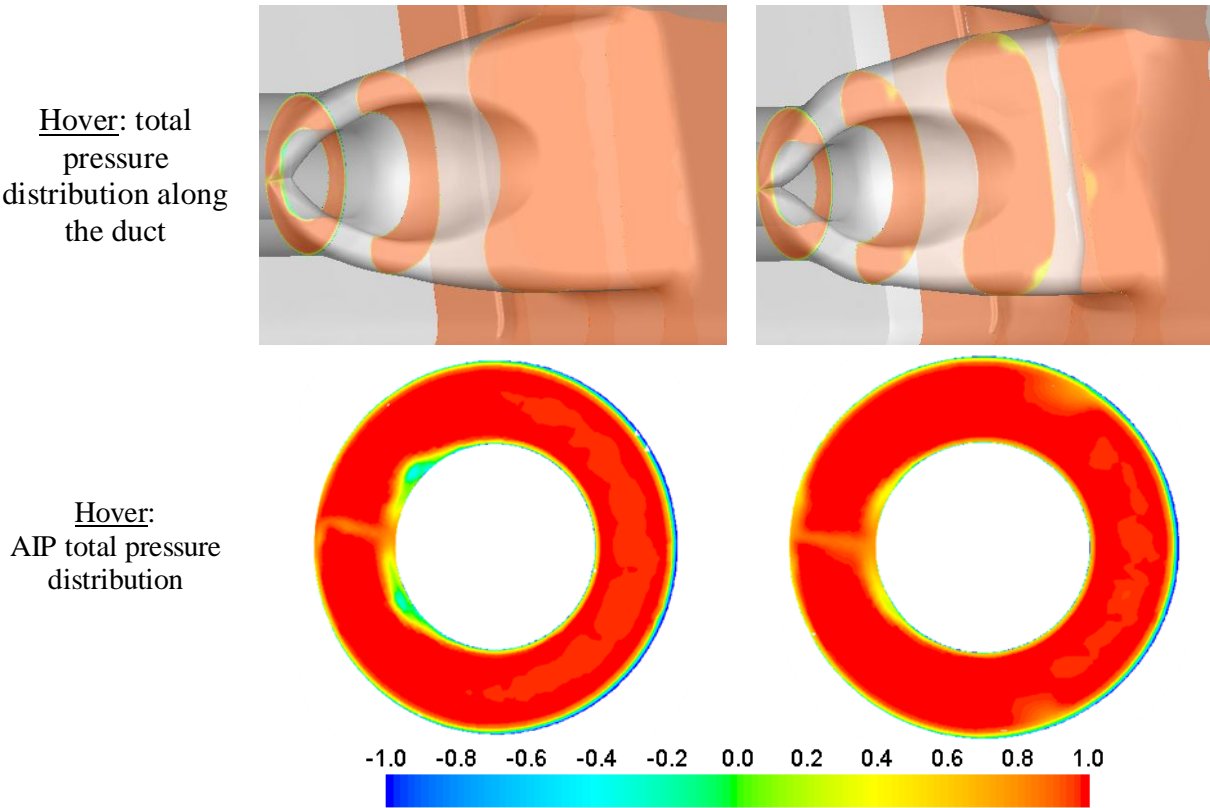 Hover: total
pressure
distribution along
the duct
Hover:
AIP total pressure
distribution
-1.0 -0.8 -0.6 -0.4 -0.2 0.0 0.2 0.4 0.6 0.8 1.0